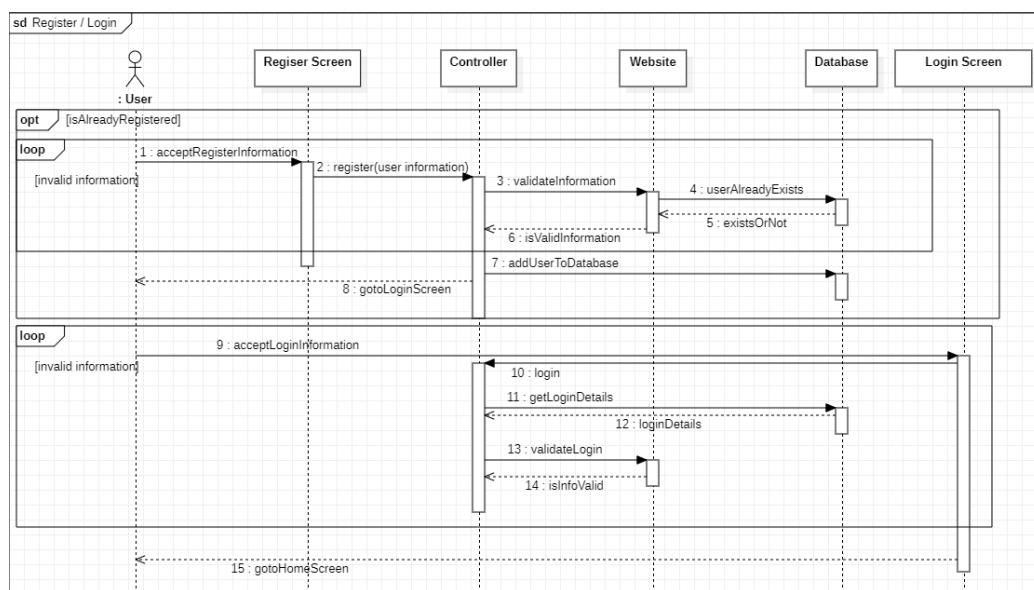 sd Register / Login
Regiser Screen
Controller
Website
Database
Login Screen
: User
opt
[isAlreadyRegistered]
loop
[invalid information]
1 : acceptRegisterInformation
2 : register(user information)
3 : validateInformation
4 : userAlreadyExists
5 : existsOrNot
6 : isValidInformation
7 : addUserToDatabase
8 : gotoLoginScreen
loop
[invalid information]
9 : acceptLoginInformation
10 : login
11 : getLoginDetails
12 : loginDetails
13 : validateLogin
14 : isInfoValid
15 : gotoHomeScreen